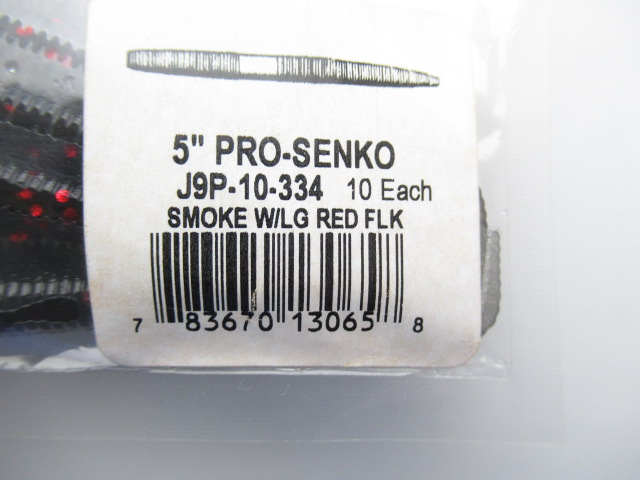 5" PRO-SENKO
J9P-10-334 10 Each
SMOKE W/LG RED FLK
7 83670 13065 8